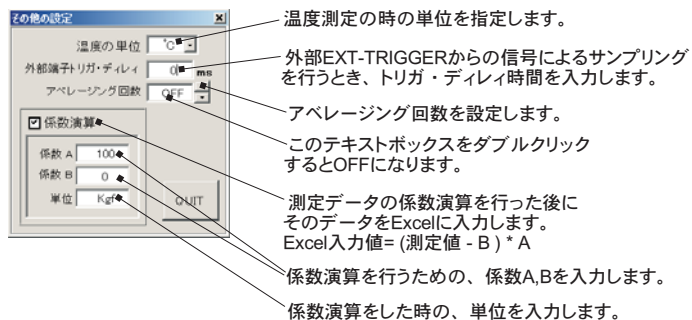 その他の設定
温度の単位 ℃
外部端子トリガ・ディレィ 0 ms
アベレージング回数 OFF
係数演算
係数 A 100
係数 B 0
単位 Kgf
QUIT
温度測定の時の単位を指定します。
外部EXT-TRIGGERからの信号によるサンプリング
を行うとき、トリガ・ディレィ時間を入力します。
アベレージング回数を設定します。
このテキストボックスをダブルクリック
するとOFFになります。
測定データの係数演算を行った後に
そのデータをExcelに入力します。
Excel入力値= (測定値 - B ) * A
係数演算を行うための、係数A,Bを入力します。
係数演算をした時の、単位を入力します。